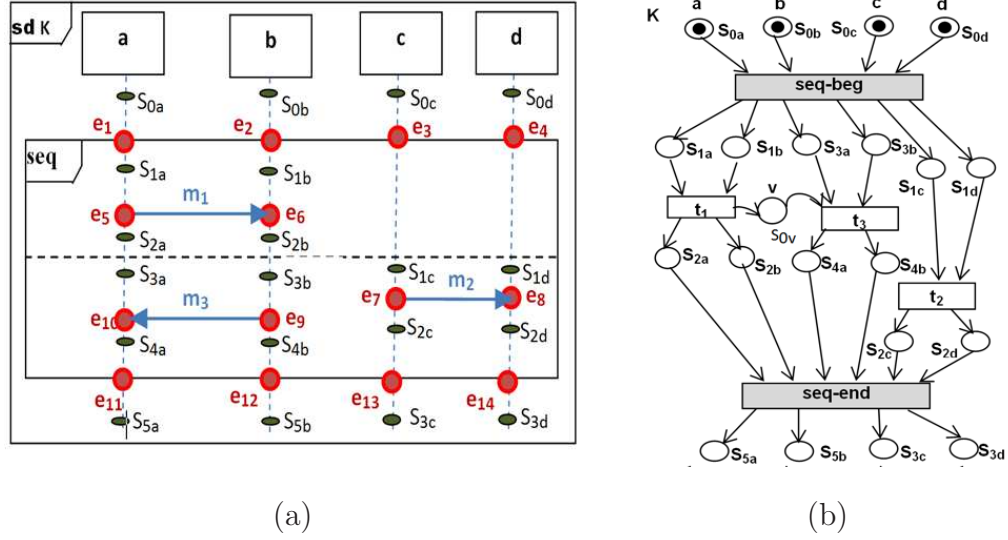 sd K
a b c d
S0a S0b S0c S0d
e1 e2 e3 e4
seq
S1a S1b
m1
e5 e6
S2a S2b
S3a S3b S1c S1d
m2
e7 e8
m3
e10 e9
S2c S2d
S4a S4b
e11 e12 e13 e14
S5a S5b S3c S3d
(a)
K
a b c d
S0a S0b S0c S0d
seq-beg
S1a S1b S3a S3b
S1c S1d
v
t1 t3
S0v
S2a S2b S4a S4b
t2
S2c S2d
seq-end
S5a S5b S3c S3d
(b)